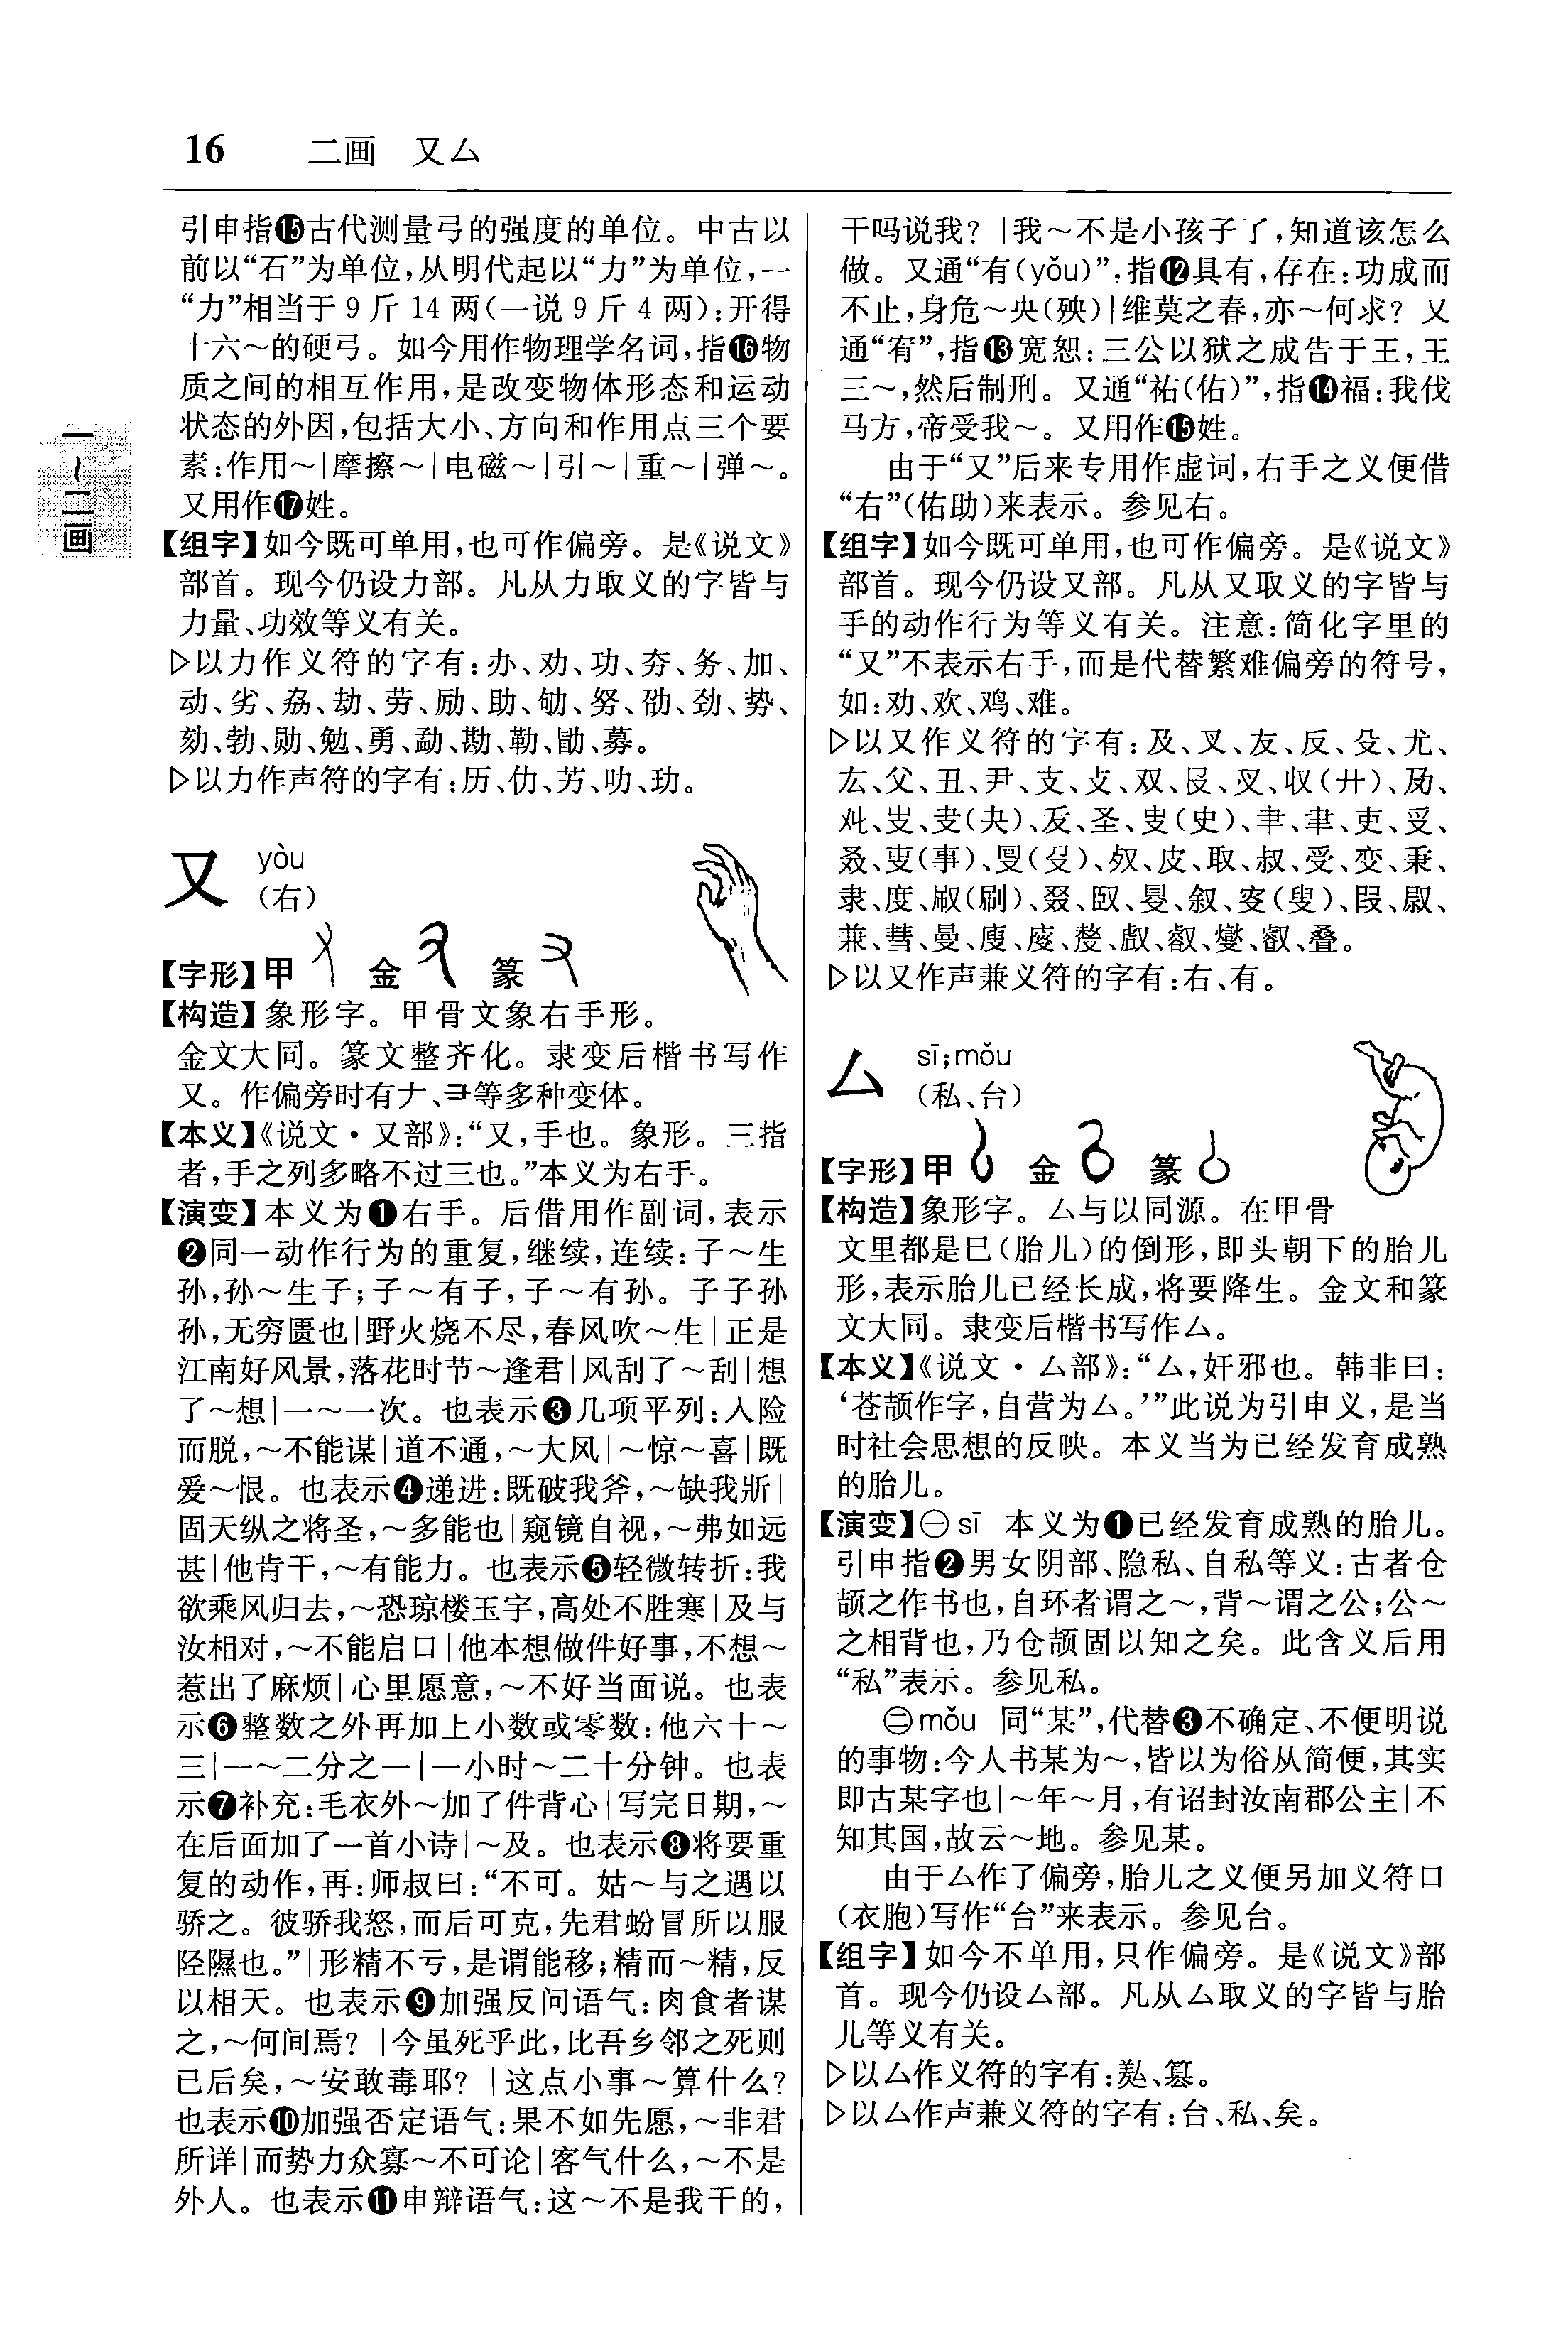 16 二画 又厶
一~二画
引申指⓯古代测量弓的强度的单位。中古以
前以“石”为单位,从明代起以“力”为单位,一
“力”相当于9斤14两(一说9斤4两):开得
十六~的硬弓。如今用作物理学名词,指⓰物
质之间的相互作用,是改变物体形态和运动
状态的外因,包括大小、方向和作用点三个要
素:作用~|摩擦~|电磁~|引~|重~|弹~。
又用作⓱姓。
【组字】如今既可单用,也可作偏旁。是《说文》
部首。现今仍设力部。凡从力取义的字皆与
力量、功效等义有关。
▷以力作义符的字有:办、劝、功、夯、务、加、
动、劣、劦、劫、劳、励、助、劬、努、劭、劲、势、
劾、勃、勋、勉、勇、勐、勘、勒、勖、募。
▷以力作声符的字有:历、仂、艻、叻、玏。
又 yòu
(右)
【字形】甲 金 篆
【构造】象形字。甲骨文象右手形。
金文大同。篆文整齐化。隶变后楷书写作
又。作偏旁时有𠂇、彐等多种变体。
【本义】《说文·又部》:“又,手也。象形。三指
者,手之列多略不过三也。”本义为右手。
【演变】本义为❶右手。后借用作副词,表示
❷同一动作行为的重复,继续,连续:子~生
孙,孙~生子;子~有子,子~有孙。子子孙
孙,无穷匮也|野火烧不尽,春风吹~生|正是
江南好风景,落花时节~逢君|风刮了~刮|想
了~想|一~一次。也表示❸几项平列:入险
而脱,~不能谋|道不通,~大风|~惊~喜|既
爱~恨。也表示❹递进:既破我斧,~缺我斨|
固天纵之将圣,~多能也|窥镜自视,~弗如远
甚|他肯干,~有能力。也表示❺轻微转折:我
欲乘风归去,~恐琼楼玉宇,高处不胜寒|及与
汝相对,~不能启口|他本想做件好事,不想~
惹出了麻烦|心里愿意,~不好当面说。也表
示❻整数之外再加上小数或零数:他六十~
三|一~二分之一|一小时~二十分钟。也表
示❼补充:毛衣外~加了件背心|写完日期,~
在后面加了一首小诗|~及。也表示❽将要重
复的动作,再:师叔曰:“不可。姑~与之遇以
骄之。彼骄我怒,而后可克,先君蚡冒所以服
陉隰也。”|形精不亏,是谓能移;精而~精,反
以相天。也表示❾加强反问语气:肉食者谋
之,~何间焉?|今虽死乎此,比吾乡邻之死则
已后矣,~安敢毒耶?|这点小事~算什么?
也表示❿加强否定语气:果不如先愿,~非君
所详|而势力众寡~不可论|客气什么,~不是
外人。也表示⓫申辩语气:这~不是我干的,
干吗说我?|我~不是小孩子了,知道该怎么
做。又通“有(yǒu)”,指⓬具有,存在:功成而
不止,身危~央(殃)|维莫之春,亦~何求?又
通“宥”,指⓭宽恕:三公以狱之成告于王,王
三~,然后制刑。又通“祐(佑)”,指⓮福:我伐
马方,帝受我~。又用作⓯姓。
由于“又”后来专用作虚词,右手之义便借
“右”(佑助)来表示。参见右。
【组字】如今既可单用,也可作偏旁。是《说文》
部首。现今仍设又部。凡从又取义的字皆与
手的动作行为等义有关。注意:简化字里的
“又”不表示右手,而是代替繁难偏旁的符号,
如:劝、欢、鸡、难。
▷以又作义符的字有:及、叉、友、反、殳、尤、
厷、父、丑、尹、支、攴、双、𠬝、収(廾)、
(夬)、圣、(史)、聿、吏、
叒、(事)、(叟)、皮、取、叔、受、变、秉、
隶、度、㕞(刷)、叕、叙、叜(叟)、段、
兼、彗、曼、叡、燮、叠。
▷以又作声兼义符的字有:右、有。
厶 sī;mǒu
(私、台)
【字形】甲 金 篆
【构造】象形字。厶与以同源。在甲骨
文里都是巳(胎儿)的倒形,即头朝下的胎儿
形,表示胎儿已经长成,将要降生。金文和篆
文大同。隶变后楷书写作厶。
【本义】《说文·厶部》:“厶,奸邪也。韩非曰:
‘苍颉作字,自营为厶。’”此说为引申义,是当
时社会思想的反映。本义当为已经发育成熟
的胎儿。
【演变】㊀sī 本义为❶已经发育成熟的胎儿。
引申指❷男女阴部、隐私、自私等义:古者仓
颉之作书也,自环者谓之~,背~谓之公;公~
之相背也,乃仓颉固以知之矣。此含义后用
“私”表示。参见私。
㊁mǒu 同“某”,代替❸不确定、不便明说
的事物:今人书某为~,皆以为俗从简便,其实
即古某字也|~年~月,有诏封汝南郡公主|不
知其国,故云~地。参见某。
由于厶作了偏旁,胎儿之义便另加义符口
(衣胞)写作“台”来表示。参见台。
【组字】如今不单用,只作偏旁。是《说文》部
首。现今仍设厶部。凡从厶取义的字皆与胎
儿等义有关。
▷以厶作义符的字有:㕗、篡。
▷以厶作声兼义符的字有:台、私、矣。